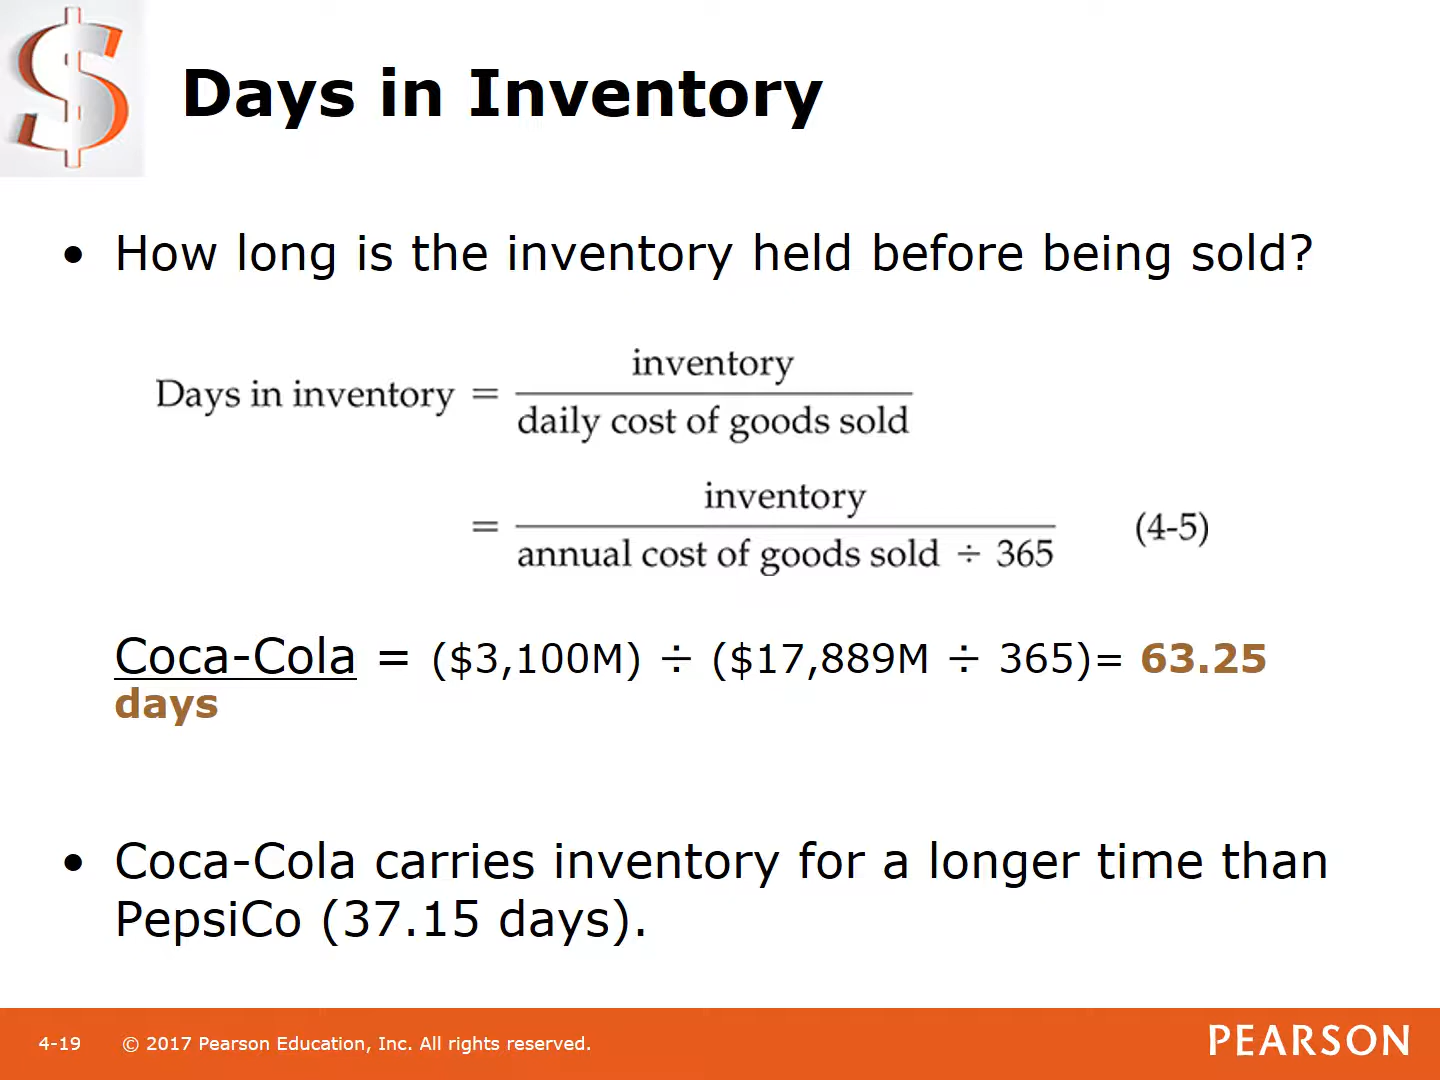 Days in Inventory
• How long is the inventory held before being sold?
Days in inventory = inventory / daily cost of goods sold
= inventory / annual cost of goods sold ÷ 365 (4-5)
Coca-Cola = ($3,100M) ÷ ($17,889M ÷ 365)= 63.25
days
• Coca-Cola carries inventory for a longer time than
PepsiCo (37.15 days).
4-19 © 2017 Pearson Education, Inc. All rights reserved. PEARSON